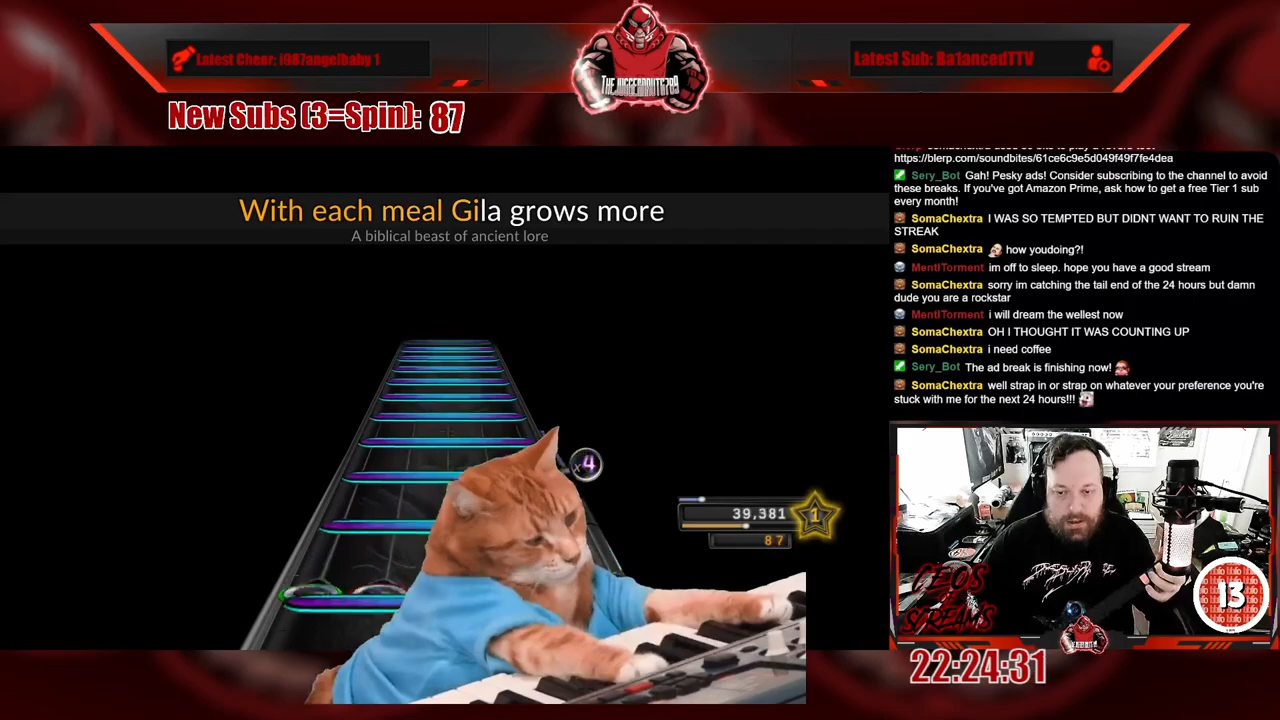 Latest Cheer: i987angelbaby 1
THEJUGGERNAUT6789
Latest Sub: Ba1ancedTTV
New Subs (3=Spin): 87
With each meal Gila grows more
A biblical beast of ancient lore
x4
39,381
1
87
https://blerp.com/soundbites/61ce6c9e5d049f49f7fe4dea
Sery_Bot Gah! Pesky ads! Consider subscribing to the channel to avoid
these breaks. If you've got Amazon Prime, ask how to get a free Tier 1 sub
every month!
SomaChextra I WAS SO TEMPTED BUT DIDNT WANT TO RUIN THE
STREAK
SomaChextra how youdoing?!
MentlTorment im off to sleep. hope you have a good stream
SomaChextra sorry im catching the tail end of the 24 hours but damn
dude you are a rockstar
MentlTorment i will dream the wellest now
SomaChextra OH I THOUGHT IT WAS COUNTING UP
SomaChextra i need coffee
Sery_Bot The ad break is finishing now!
SomaChextra well strap in or strap on whatever your preference you're
stuck with me for the next 24 hours!!!
13
22:24:31